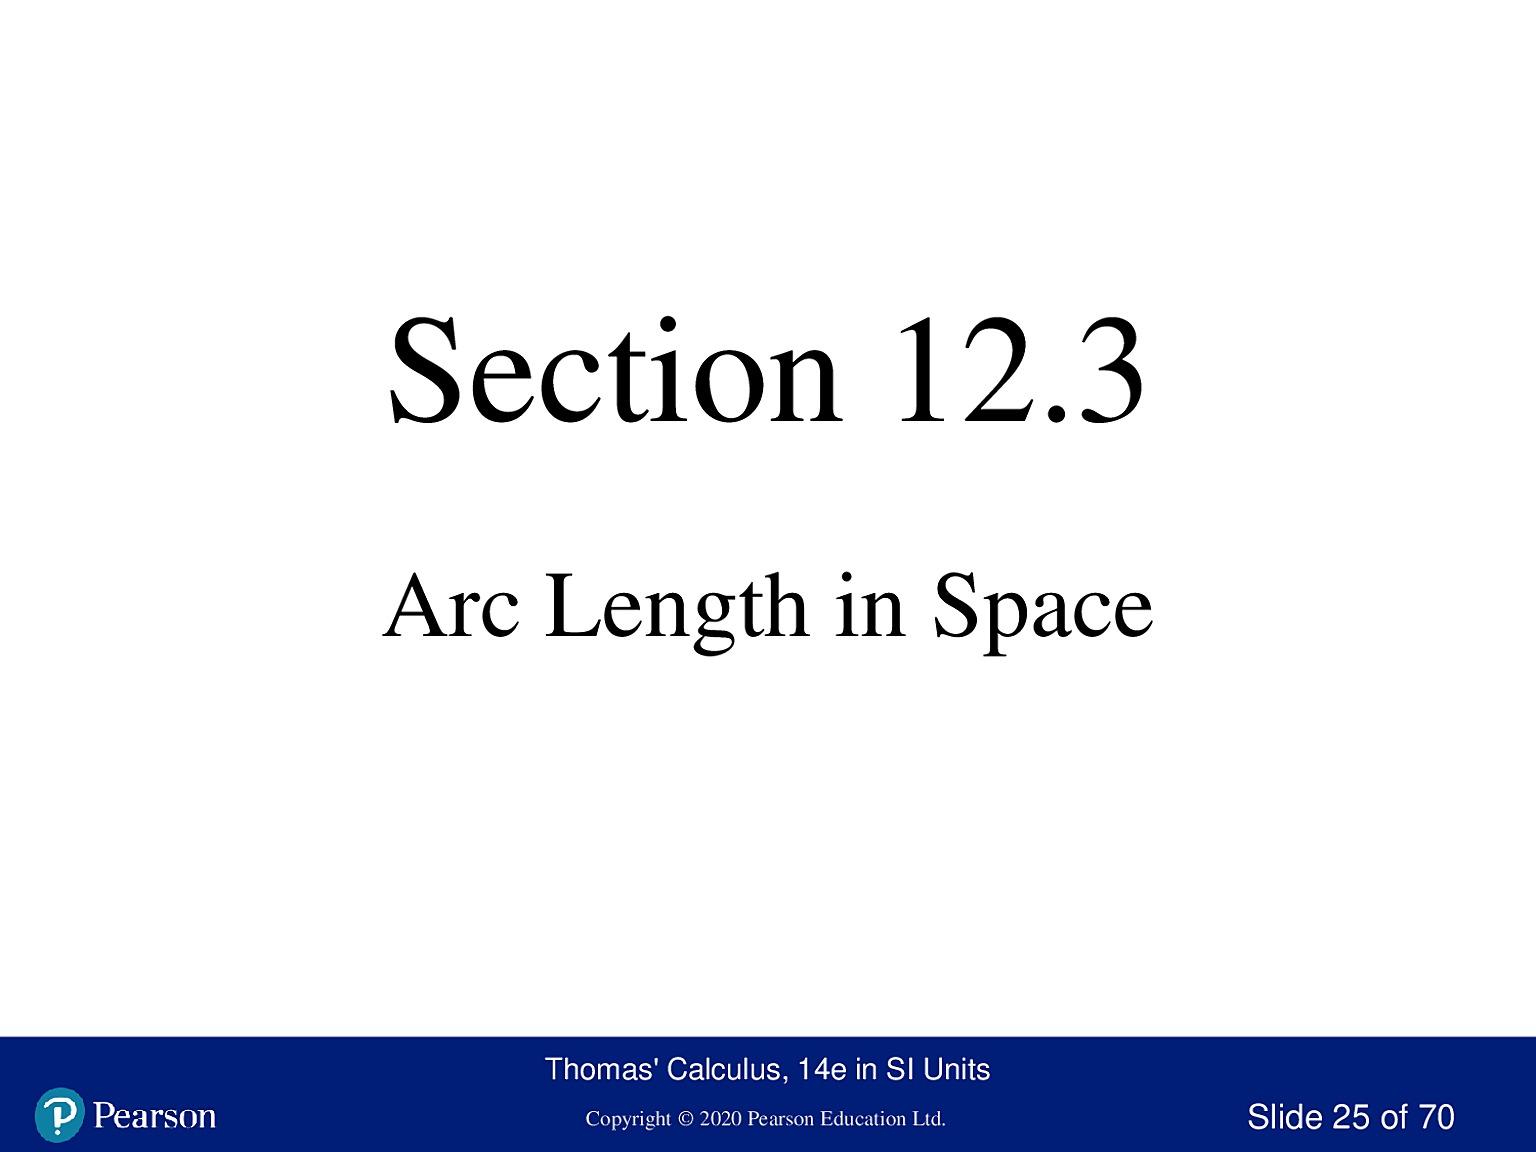 Section 12.3
Arc Length in Space
Thomas' Calculus, 14e in SI Units
Pearson
Copyright © 2020 Pearson Education Ltd.
Slide 25 of 70